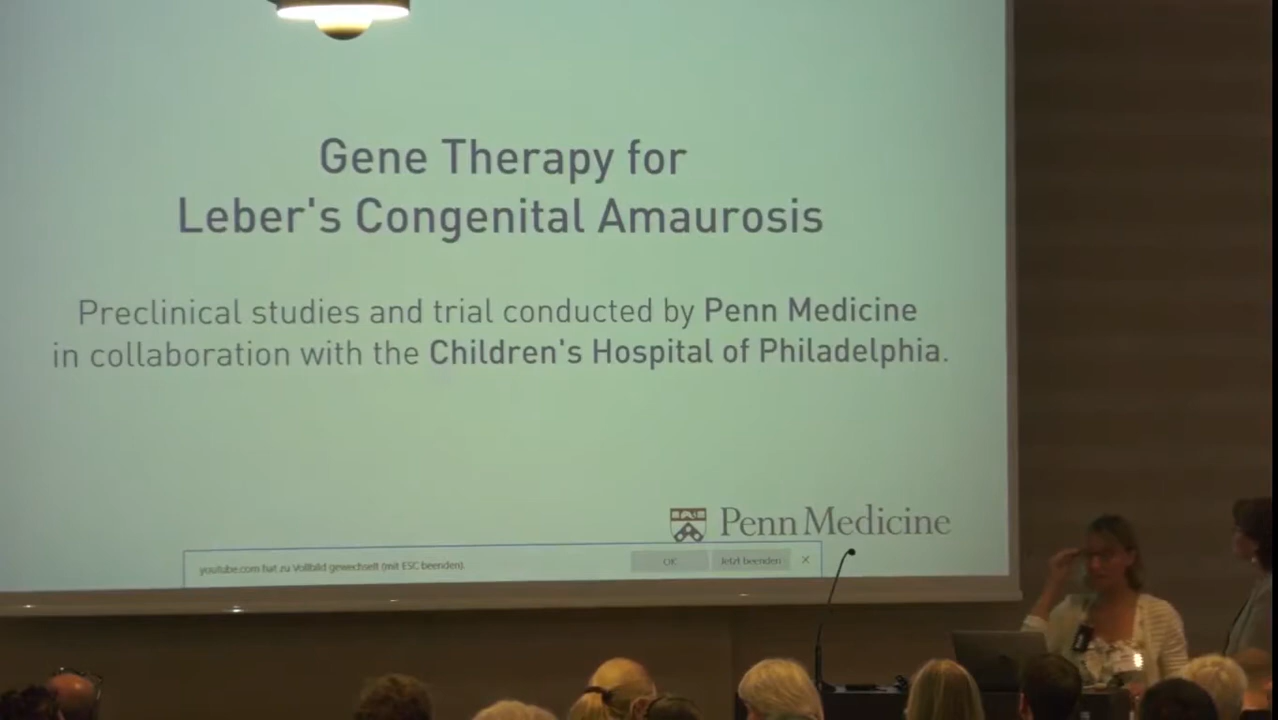 Gene Therapy for
Leber's Congenital Amaurosis
Preclinical studies and trial conducted by Penn Medicine
in collaboration with the Children's Hospital of Philadelphia.
Penn Medicine
youtube.com hat zu Vollbild gewechselt (mit ESC beenden).
OK Jetzt beenden ×